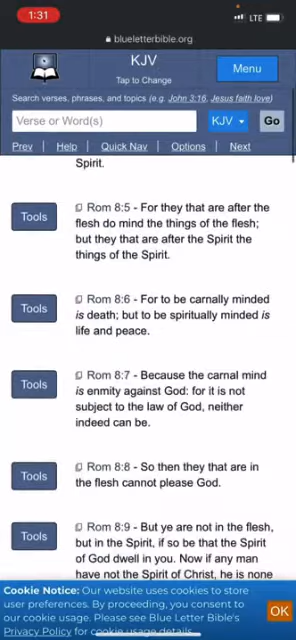 1:31
LTE
blueletterbible.org
KJV
Tap to Change
Menu
Search verses, phrases, and topics (e.g. John 3:16, Jesus faith love)
Verse or Word(s)
KJV
Go
Prev
Help
Quick Nav
Options
Next
Spirit.
Tools
Rom 8:5 - For they that are after the
flesh do mind the things of the flesh;
but they that are after the Spirit the
things of the Spirit.
Tools
Rom 8:6 - For to be carnally minded
is death; but to be spiritually minded is
life and peace.
Tools
Rom 8:7 - Because the carnal mind
is enmity against God: for it is not
subject to the law of God, neither
indeed can be.
Tools
Rom 8:8 - So then they that are in
the flesh cannot please God.
Tools
Rom 8:9 - But ye are not in the flesh,
but in the Spirit, if so be that the Spirit
of God dwell in you. Now if any man
have not the Spirit of Christ, he is none
Cookie Notice: Our website uses cookies to store
user preferences. By proceeding, you consent to
our cookie usage. Please see Blue Letter Bible's
Privacy Policy for cookie usage details.
OK